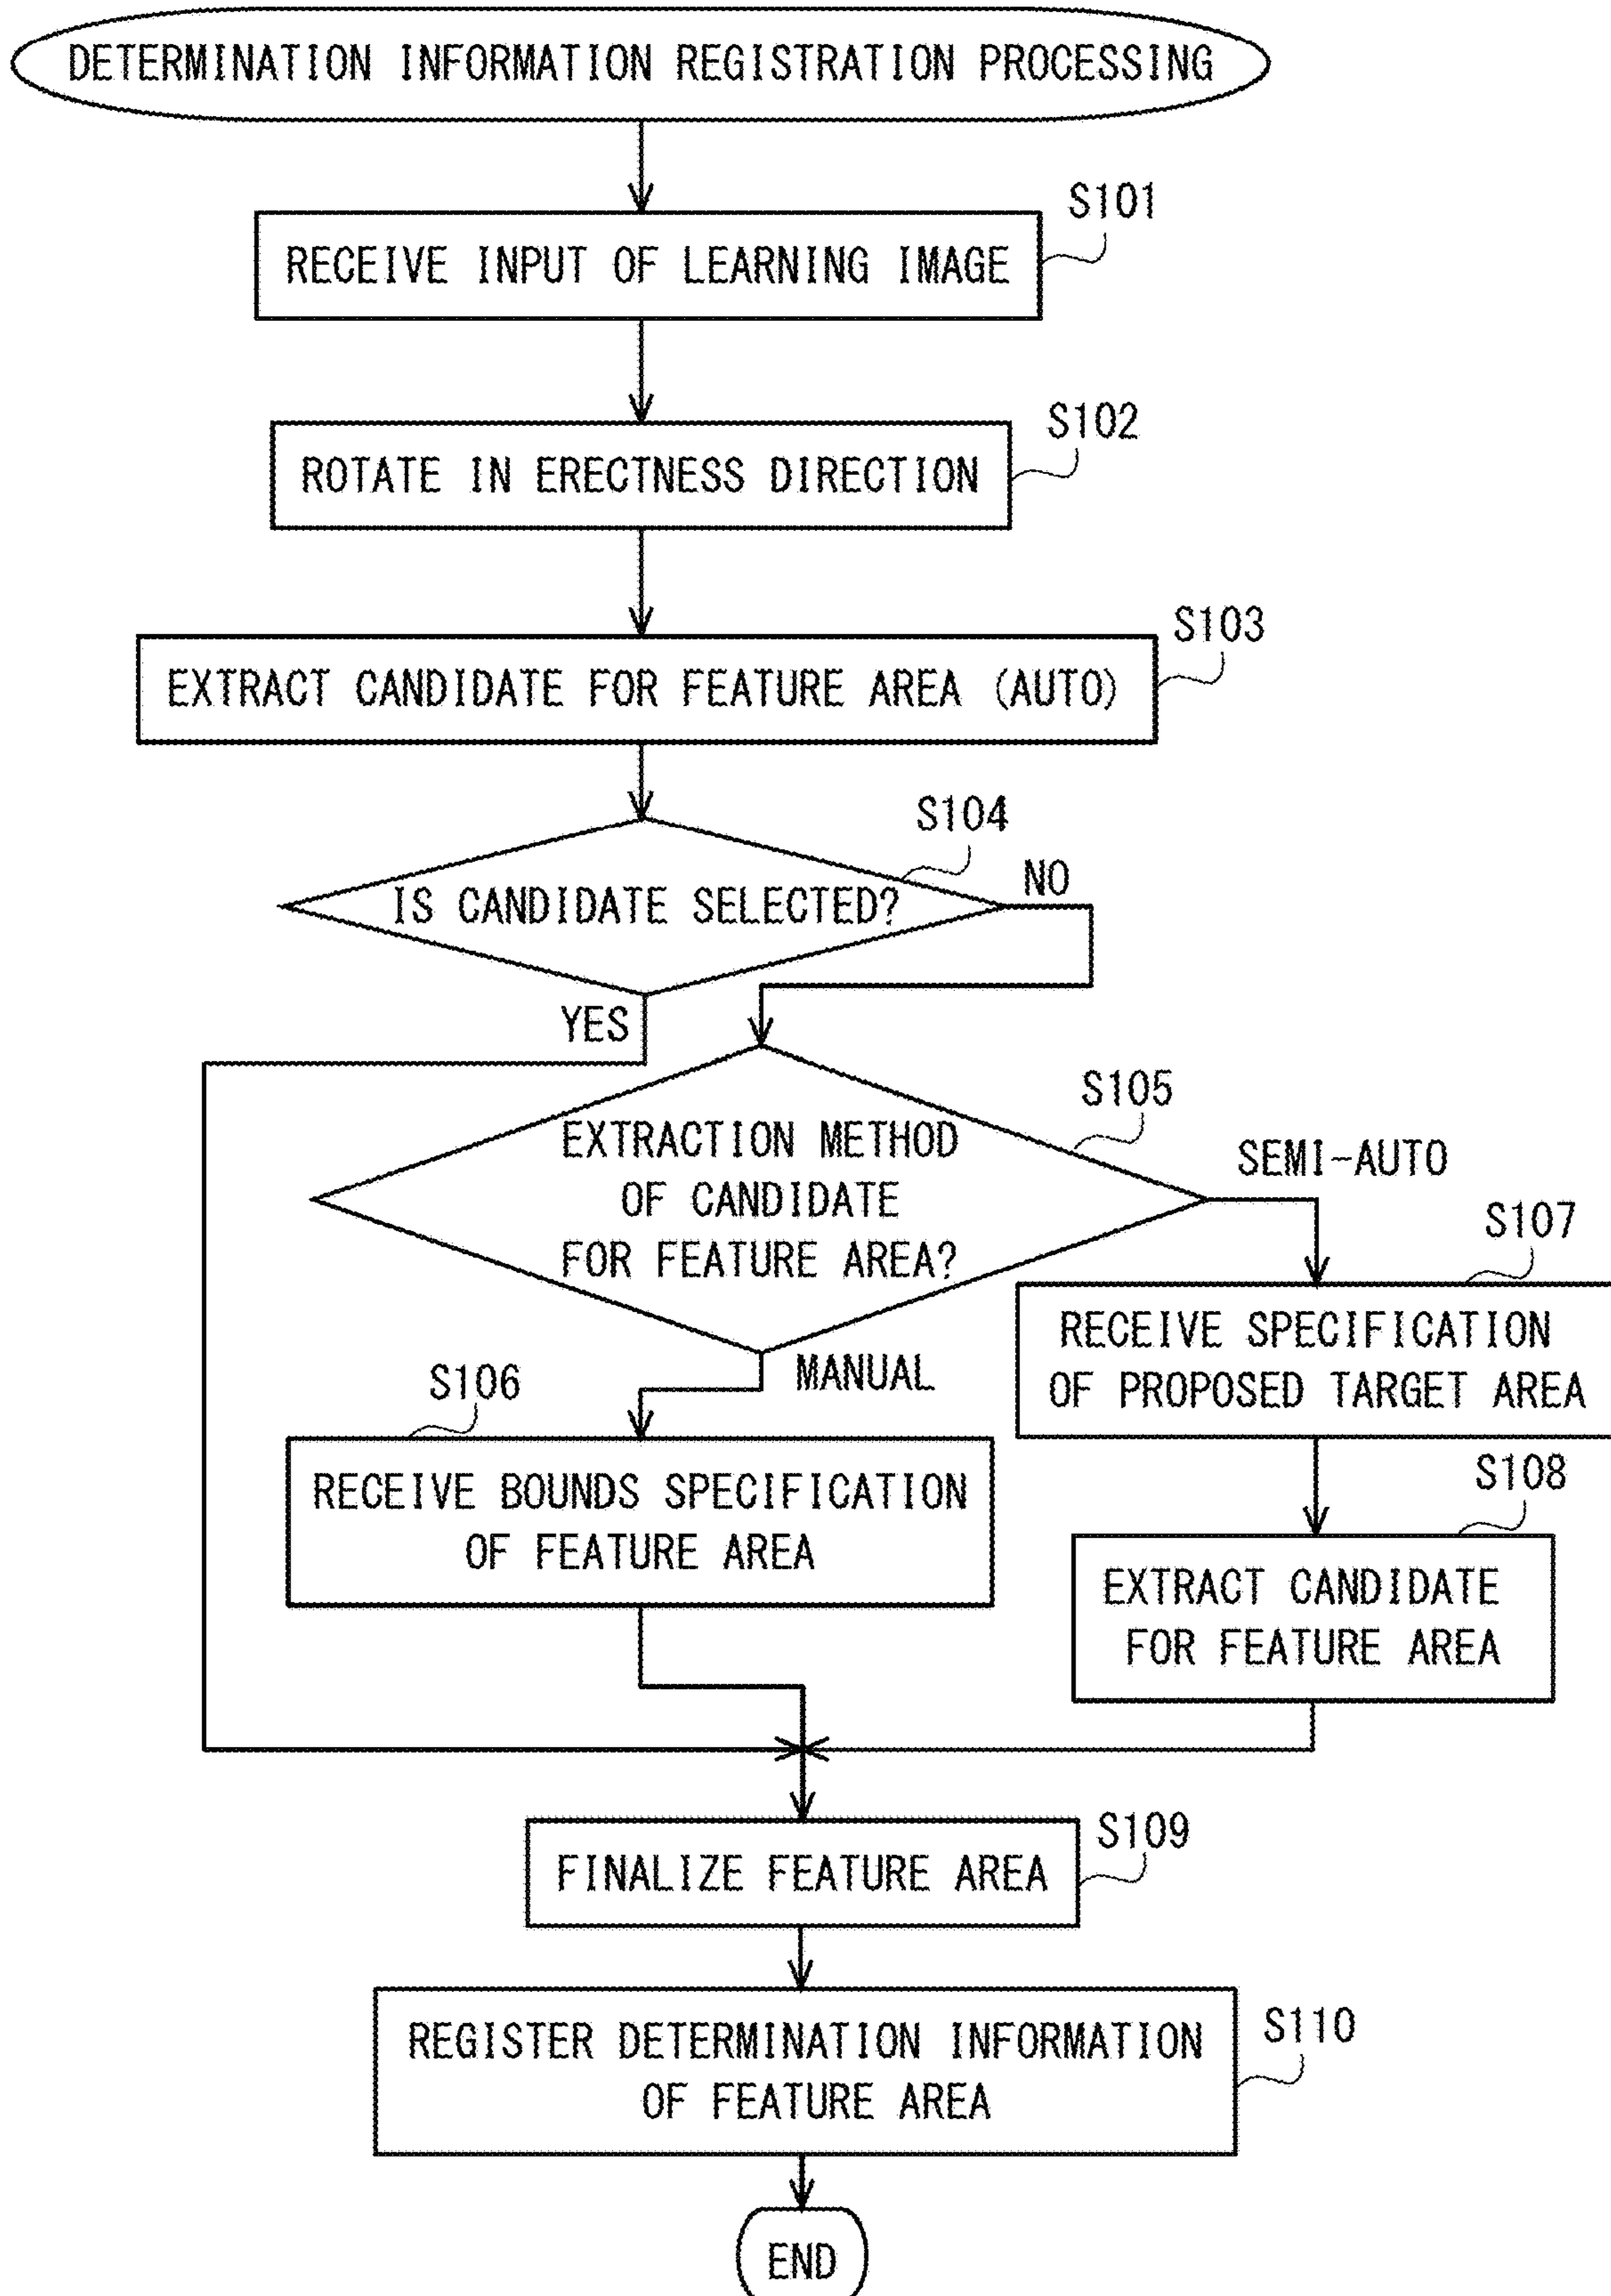 DETERMINATION INFORMATION REGISTRATION PROCESSING
S101
RECEIVE INPUT OF LEARNING IMAGE
S102
ROTATE IN ERECTNESS DIRECTION
S103
EXTRACT CANDIDATE FOR FEATURE AREA (AUTO)
S104
IS CANDIDATE SELECTED?
NO
YES
S105
EXTRACTION METHOD
OF CANDIDATE
FOR FEATURE AREA?
SEMI-AUTO
MANUAL
S106
RECEIVE BOUNDS SPECIFICATION
OF FEATURE AREA
S107
RECEIVE SPECIFICATION
OF PROPOSED TARGET AREA
S108
EXTRACT CANDIDATE
FOR FEATURE AREA
S109
FINALIZE FEATURE AREA
S110
REGISTER DETERMINATION INFORMATION
OF FEATURE AREA
END